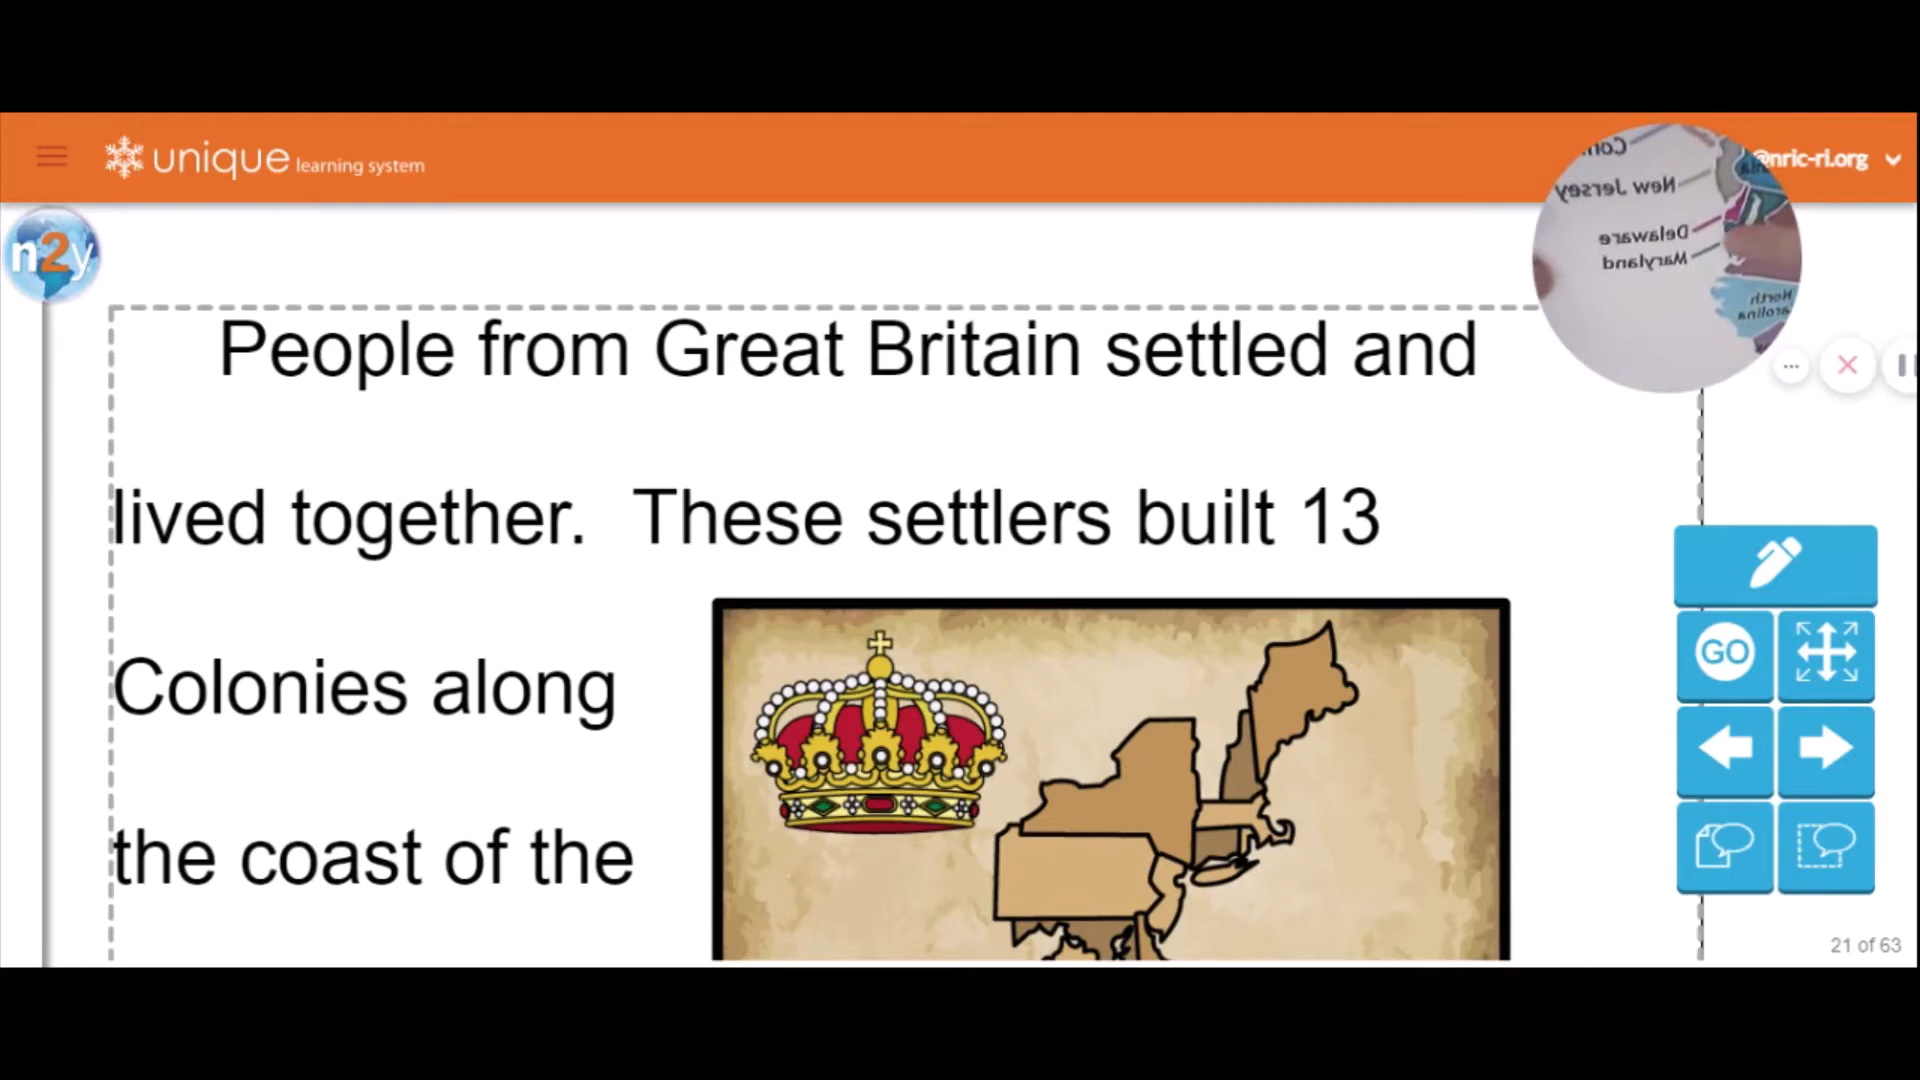 unique learning system
@nric-ri.org
n2y
New Jersey
Delaware
Maryland
North
People from Great Britain settled and
lived together. These settlers built 13
Colonies along
the coast of the
GO
21 of 63